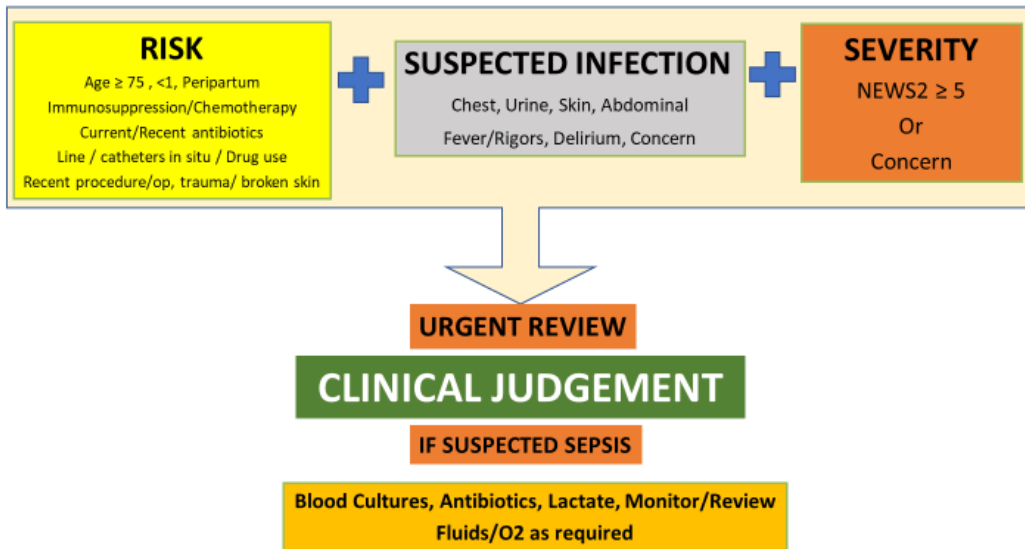 RISK
Age ≥ 75 , <1, Peripartum
Immunosuppression/Chemotherapy
Current/Recent antibiotics
Line / catheters in situ / Drug use
Recent procedure/op, trauma/ broken skin
SUSPECTED INFECTION
Chest, Urine, Skin, Abdominal
Fever/Rigors, Delirium, Concern
SEVERITY
NEWS2 ≥ 5
Or
Concern
URGENT REVIEW
CLINICAL JUDGEMENT
IF SUSPECTED SEPSIS
Blood Cultures, Antibiotics, Lactate, Monitor/Review
Fluids/O2 as required